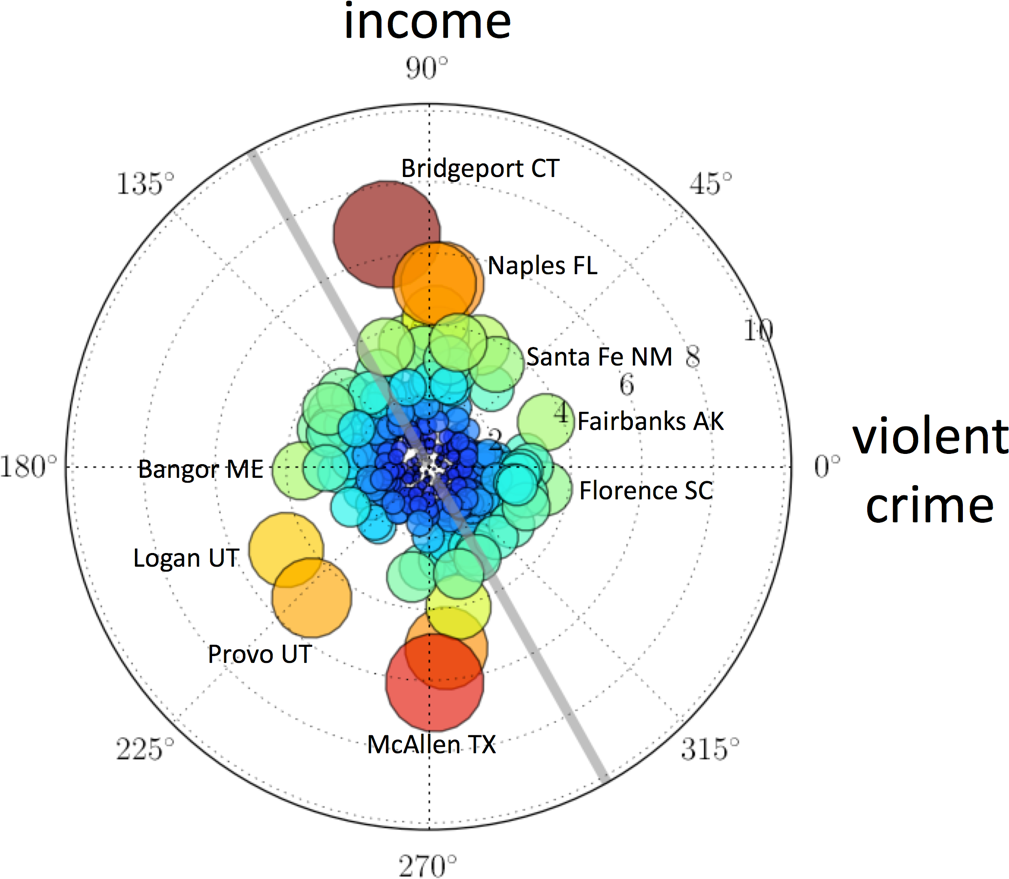 income
90°
135°
45°
Bridgeport CT
Naples FL
10
Santa Fe NM
8
6
4
Fairbanks AK
2
violent
crime
180°
Bangor ME
0°
Florence SC
Logan UT
Provo UT
McAllen TX
225°
315°
270°